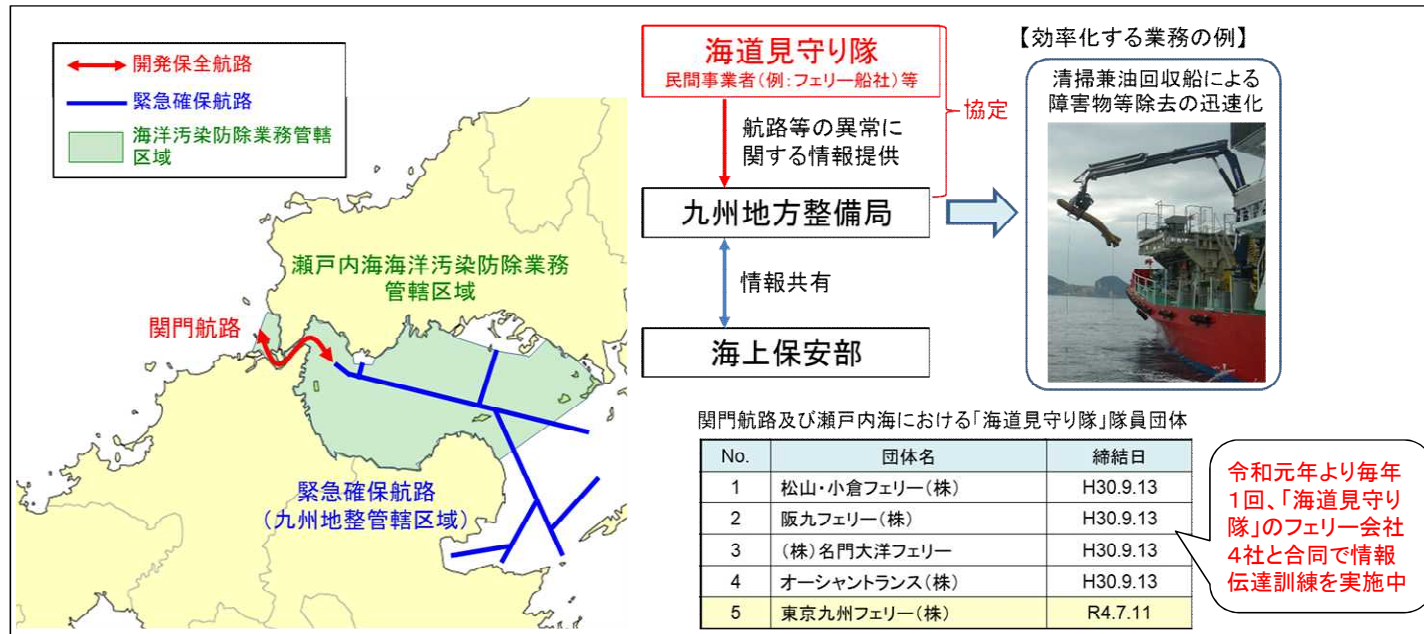 開発保全航路
緊急確保航路
海洋汚染防除業務管轄
区域
瀬戸内海海洋汚染防除業務
管轄区域
関門航路
緊急確保航路
（九州地整管轄区域）
海道見守り隊
民間事業者（例：フェリー船社）等
協定
航路等の異常に
関する情報提供
九州地方整備局
情報共有
海上保安部
【効率化する業務の例】
清掃兼油回収船による
障害物等除去の迅速化
関門航路及び瀬戸内海における「海道見守り隊」隊員団体
No. 団体名 締結日
1 松山・小倉フェリー（株） H30.9.13
2 阪九フェリー（株） H30.9.13
3 （株）名門大洋フェリー H30.9.13
4 オーシャントランス（株） H30.9.13
5 東京九州フェリー（株） R4.7.11
令和元年より毎年
1回、「海道見守り
隊」のフェリー会社
4社と合同で情報
伝達訓練を実施中